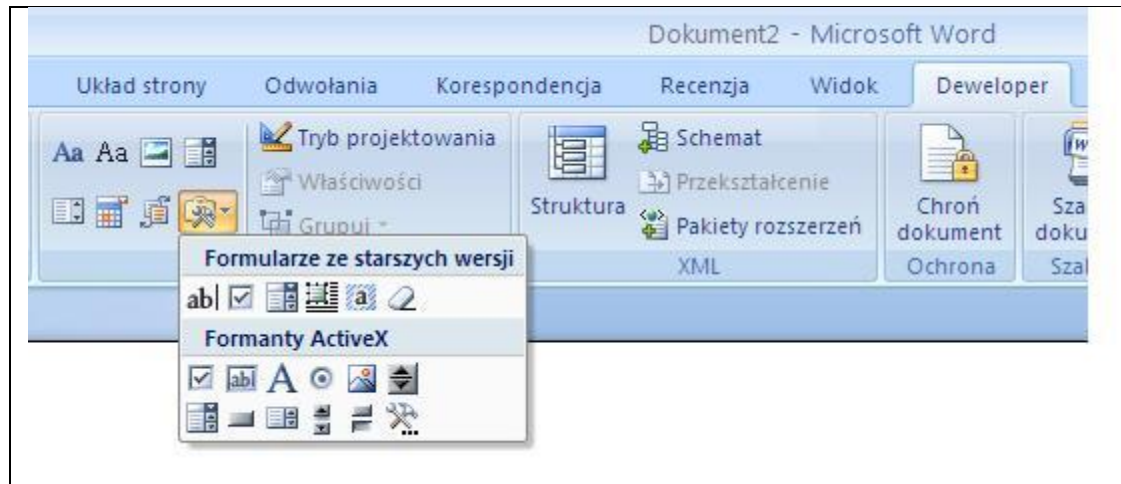 Dokument2 - Microsoft Word
Układ strony Odwołania Korespondencja Recenzja Widok Deweloper
Aa Aa
Tryb projektowania
Właściwości
Grupuj
Struktura
Schemat
Przekształcenie
Pakiety rozszerzeń
XML
Chroń
dokument
Ochrona
Formularze ze starszych wersji
ab|
a
Formanty ActiveX
abl A